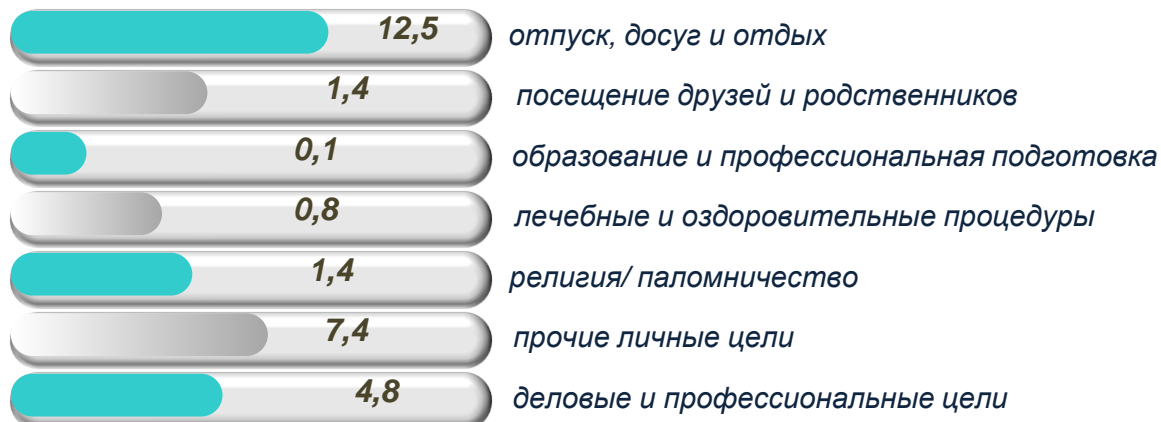 12,5 отпуск, досуг и отдых
1,4 посещение друзей и родственников
0,1 образование и профессиональная подготовка
0,8 лечебные и оздоровительные процедуры
1,4 религия/ паломничество
7,4 прочие личные цели
4,8 деловые и профессиональные цели